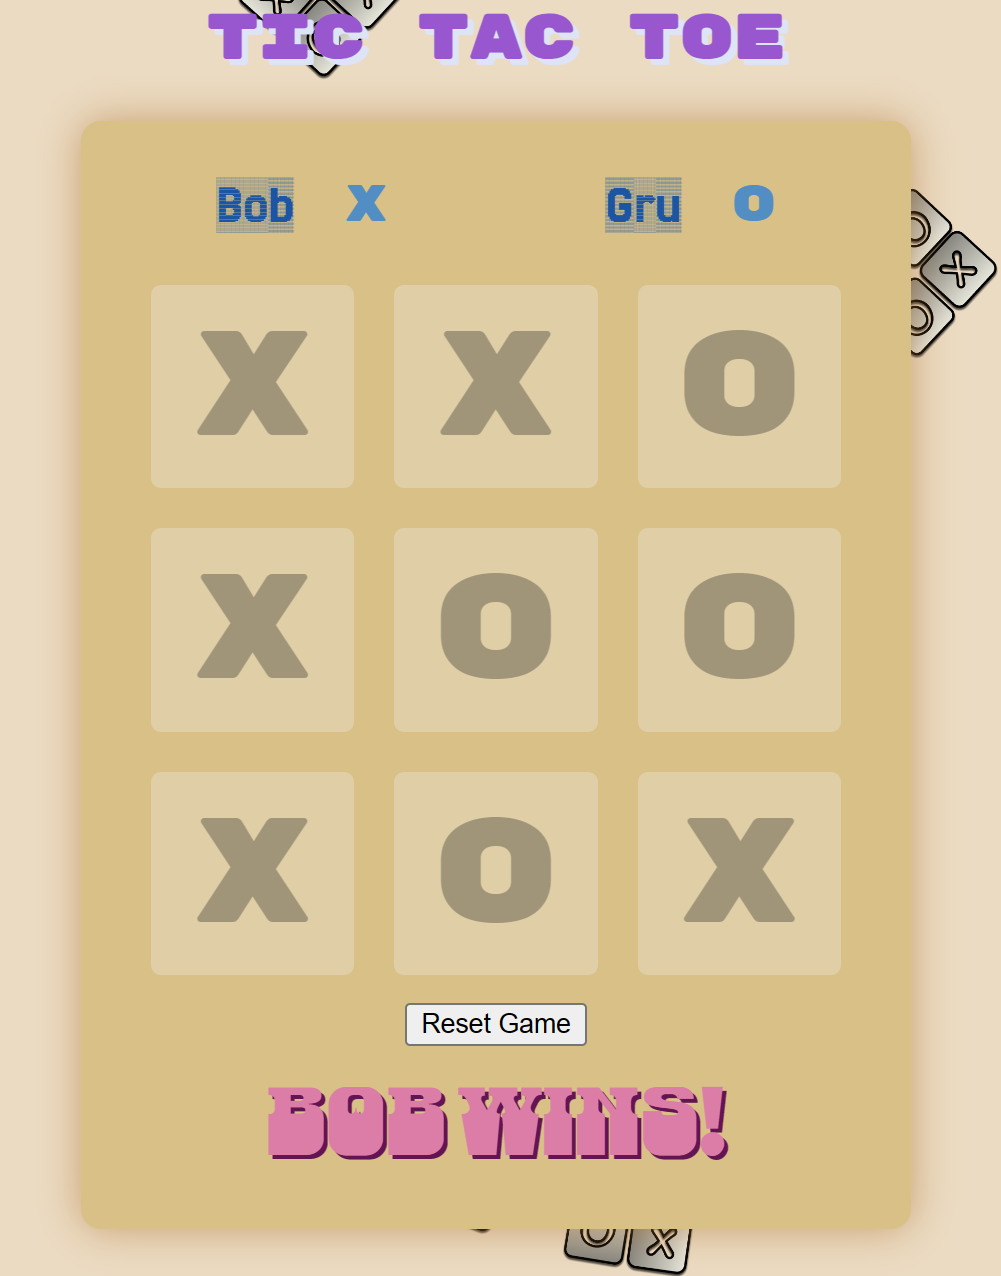 TIC TAC TOE
Bob X Gru O
X X O
X O O
X O X
Reset Game
BOB WINS!